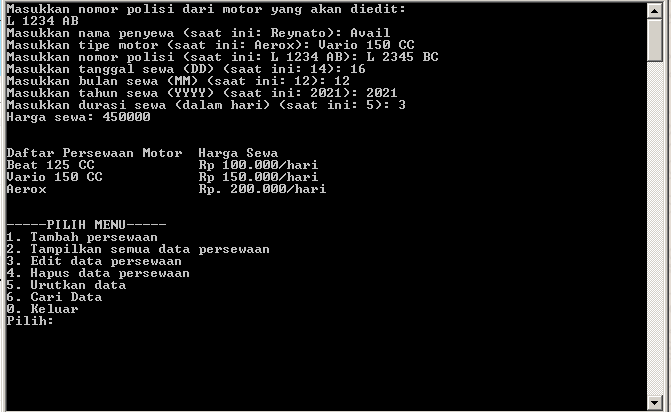 Masukkan nomor polisi dari motor yang akan diedit:
L 1234 AB
Masukkan nama penyewa (saat ini: Reynato): Avail
Masukkan tipe motor (saat ini: Aerox): Vario 150 CC
Masukkan nomor polisi (saat ini: L 1234 AB): L 2345 BC
Masukkan tanggal sewa (DD) (saat ini: 14): 16
Masukkan bulan sewa (MM) (saat ini: 12): 12
Masukkan tahun sewa (YYYY) (saat ini: 2021): 2021
Masukkan durasi sewa (dalam hari) (saat ini: 5): 3
Harga sewa: 450000
Daftar Persewaan Motor  Harga Sewa
Beat 125 CC             Rp 100.000/hari
Vario 150 CC            Rp 150.000/hari
Aerox                   Rp. 200.000/hari
-----PILIH MENU-----
1. Tambah persewaan
2. Tampilkan semua data persewaan
3. Edit data persewaan
4. Hapus data persewaan
5. Urutkan data
6. Cari Data
0. Keluar
Pilih: